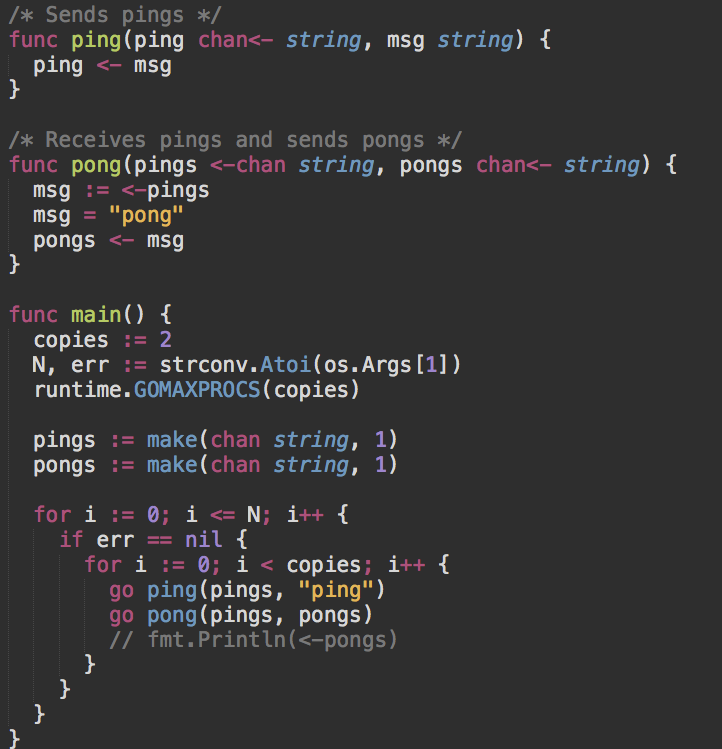 /* Sends pings */
func ping(ping chan<- string, msg string) {
  ping <- msg
}

/* Receives pings and sends pongs */
func pong(pings <-chan string, pongs chan<- string) {
  msg := <-pings
  msg = "pong"
  pongs <- msg
}

func main() {
  copies := 2
  N, err := strconv.Atoi(os.Args[1])
  runtime.GOMAXPROCS(copies)

  pings := make(chan string, 1)
  pongs := make(chan string, 1)

  for i := 0; i <= N; i++ {
    if err == nil {
      for i := 0; i < copies; i++ {
        go ping(pings, "ping")
        go pong(pings, pongs)
        // fmt.Println(<-pongs)
      }
    }
  }
}